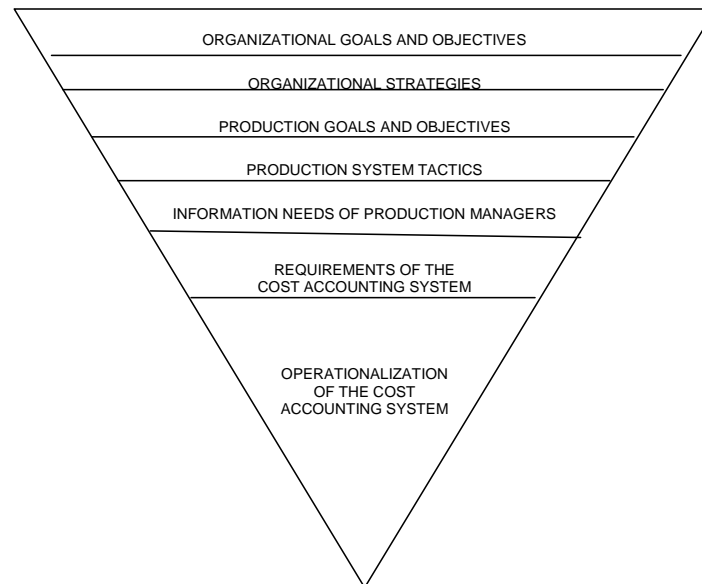 ORGANIZATIONAL GOALS AND OBJECTIVES
ORGANIZATIONAL STRATEGIES
PRODUCTION GOALS AND OBJECTIVES
PRODUCTION SYSTEM TACTICS
INFORMATION NEEDS OF PRODUCTION MANAGERS
REQUIREMENTS OF THE
COST ACCOUNTING SYSTEM
OPERATIONALIZATION
OF THE COST
ACCOUNTING SYSTEM